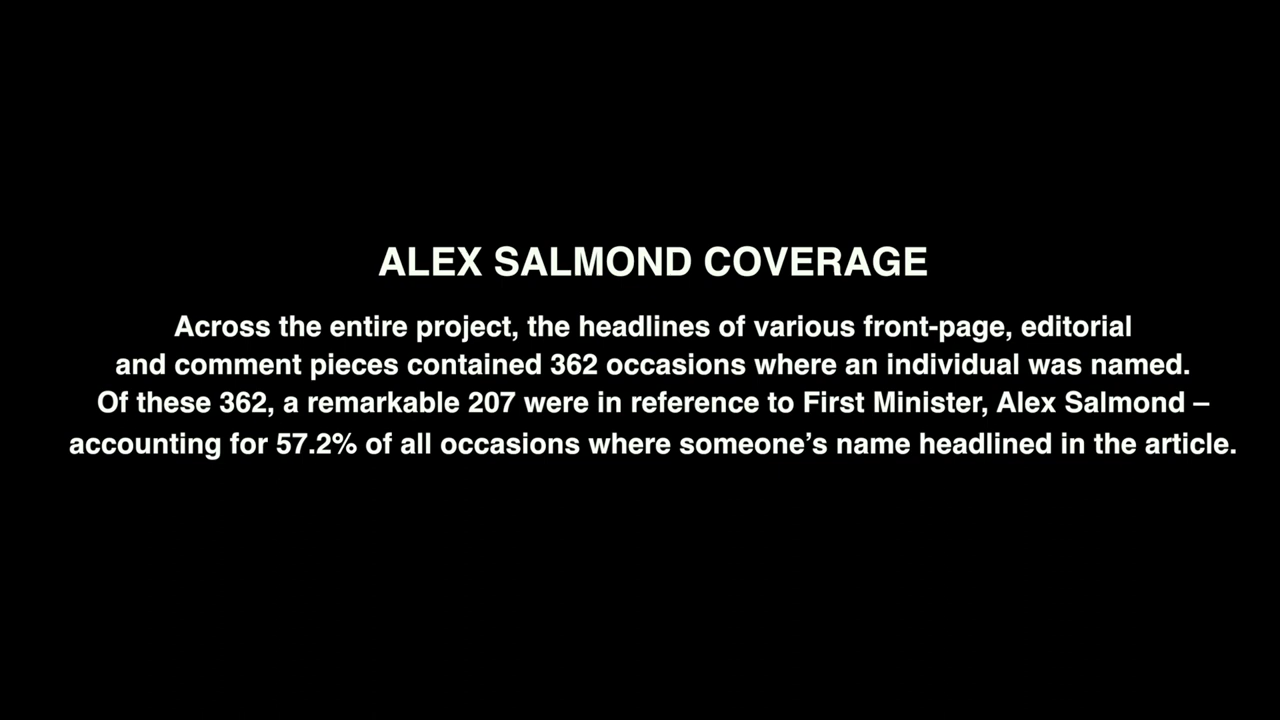 ALEX SALMOND COVERAGE
Across the entire project, the headlines of various front-page, editorial
and comment pieces contained 362 occasions where an individual was named.
Of these 362, a remarkable 207 were in reference to First Minister, Alex Salmond –
accounting for 57.2% of all occasions where someone’s name headlined in the article.